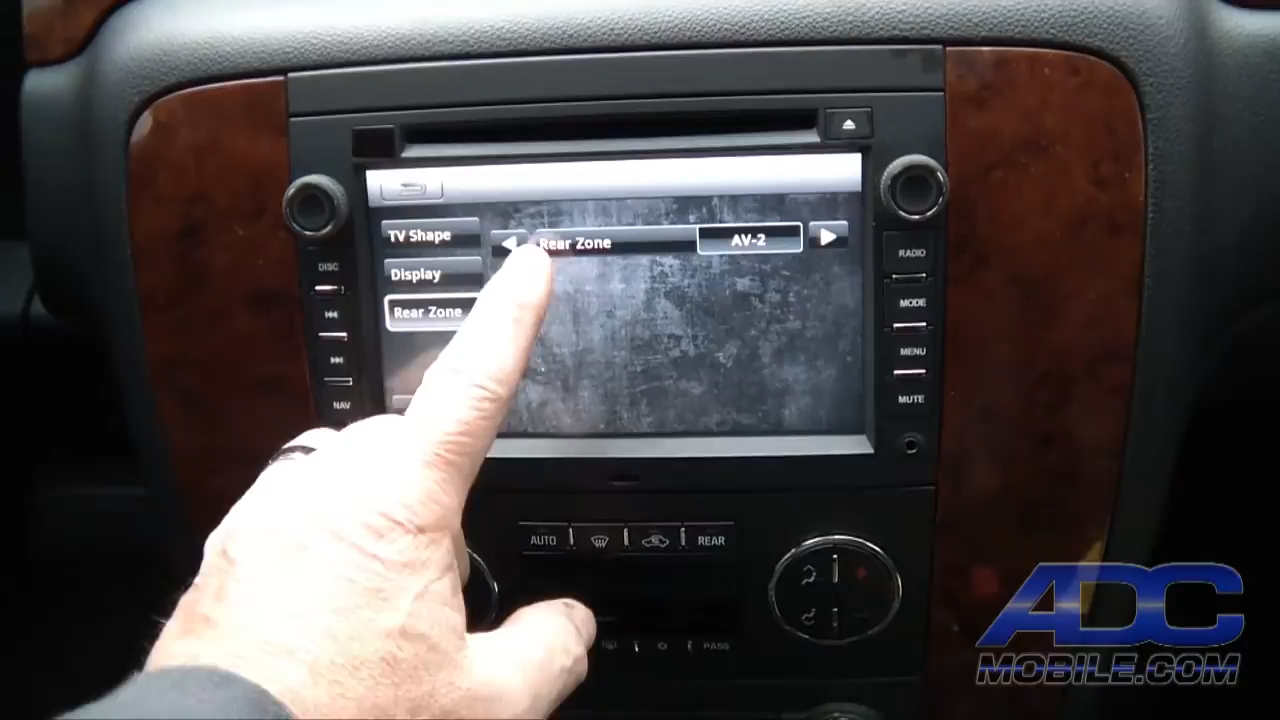 TV Shape
Rear Zone
AV-2
Display
Rear Zone
DISC
NAV
RADIO
MODE
MENU
MUTE
AUTO
REAR
PASS
ADC
MOBILE.COM